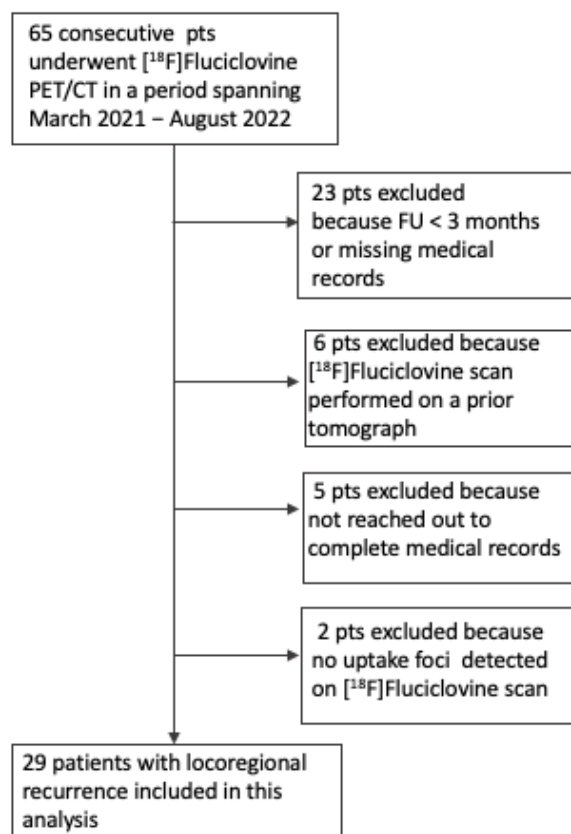 65 consecutive pts
underwent [¹⁸F]Fluciclovine
PET/CT in a period spanning
March 2021 – August 2022
23 pts excluded
because FU < 3 months
or missing medical
records
6 pts excluded because
[¹⁸F]Fluciclovine scan
performed on a prior
tomograph
5 pts excluded because
not reached out to
complete medical records
2 pts excluded because
no uptake foci detected
on [¹⁸F]Fluciclovine scan
29 patients with locoregional
recurrence included in this
analysis